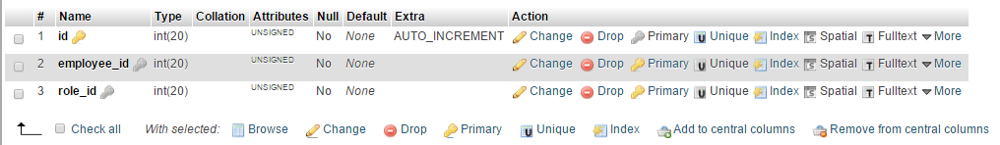 # Name Type Collation Attributes Null Default Extra Action
1 id int(20) UNSIGNED No None AUTO_INCREMENT Change Drop Primary Unique Index Spatial Fulltext More
2 employee_id int(20) UNSIGNED No None Change Drop Primary Unique Index Spatial Fulltext More
3 role_id int(20) UNSIGNED No None Change Drop Primary Unique Index Spatial Fulltext More
Check all With selected: Browse Change Drop Primary Unique Index Add to central columns Remove from central columns